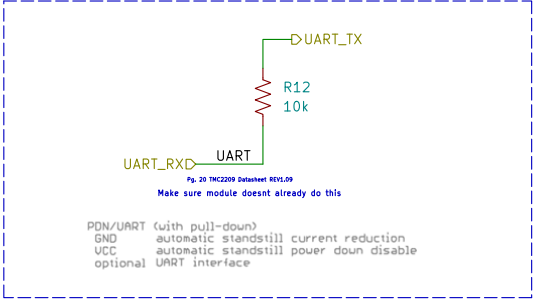 UART_TX
R12
10k
UART_RX
UART
Pg. 20 TMC2209 Datasheet REV1.09
Make sure module doesnt already do this
PDN/UART (with pull-down)
GND automatic standstill current reduction
VCC automatic standstill power down disable
optional UART interface